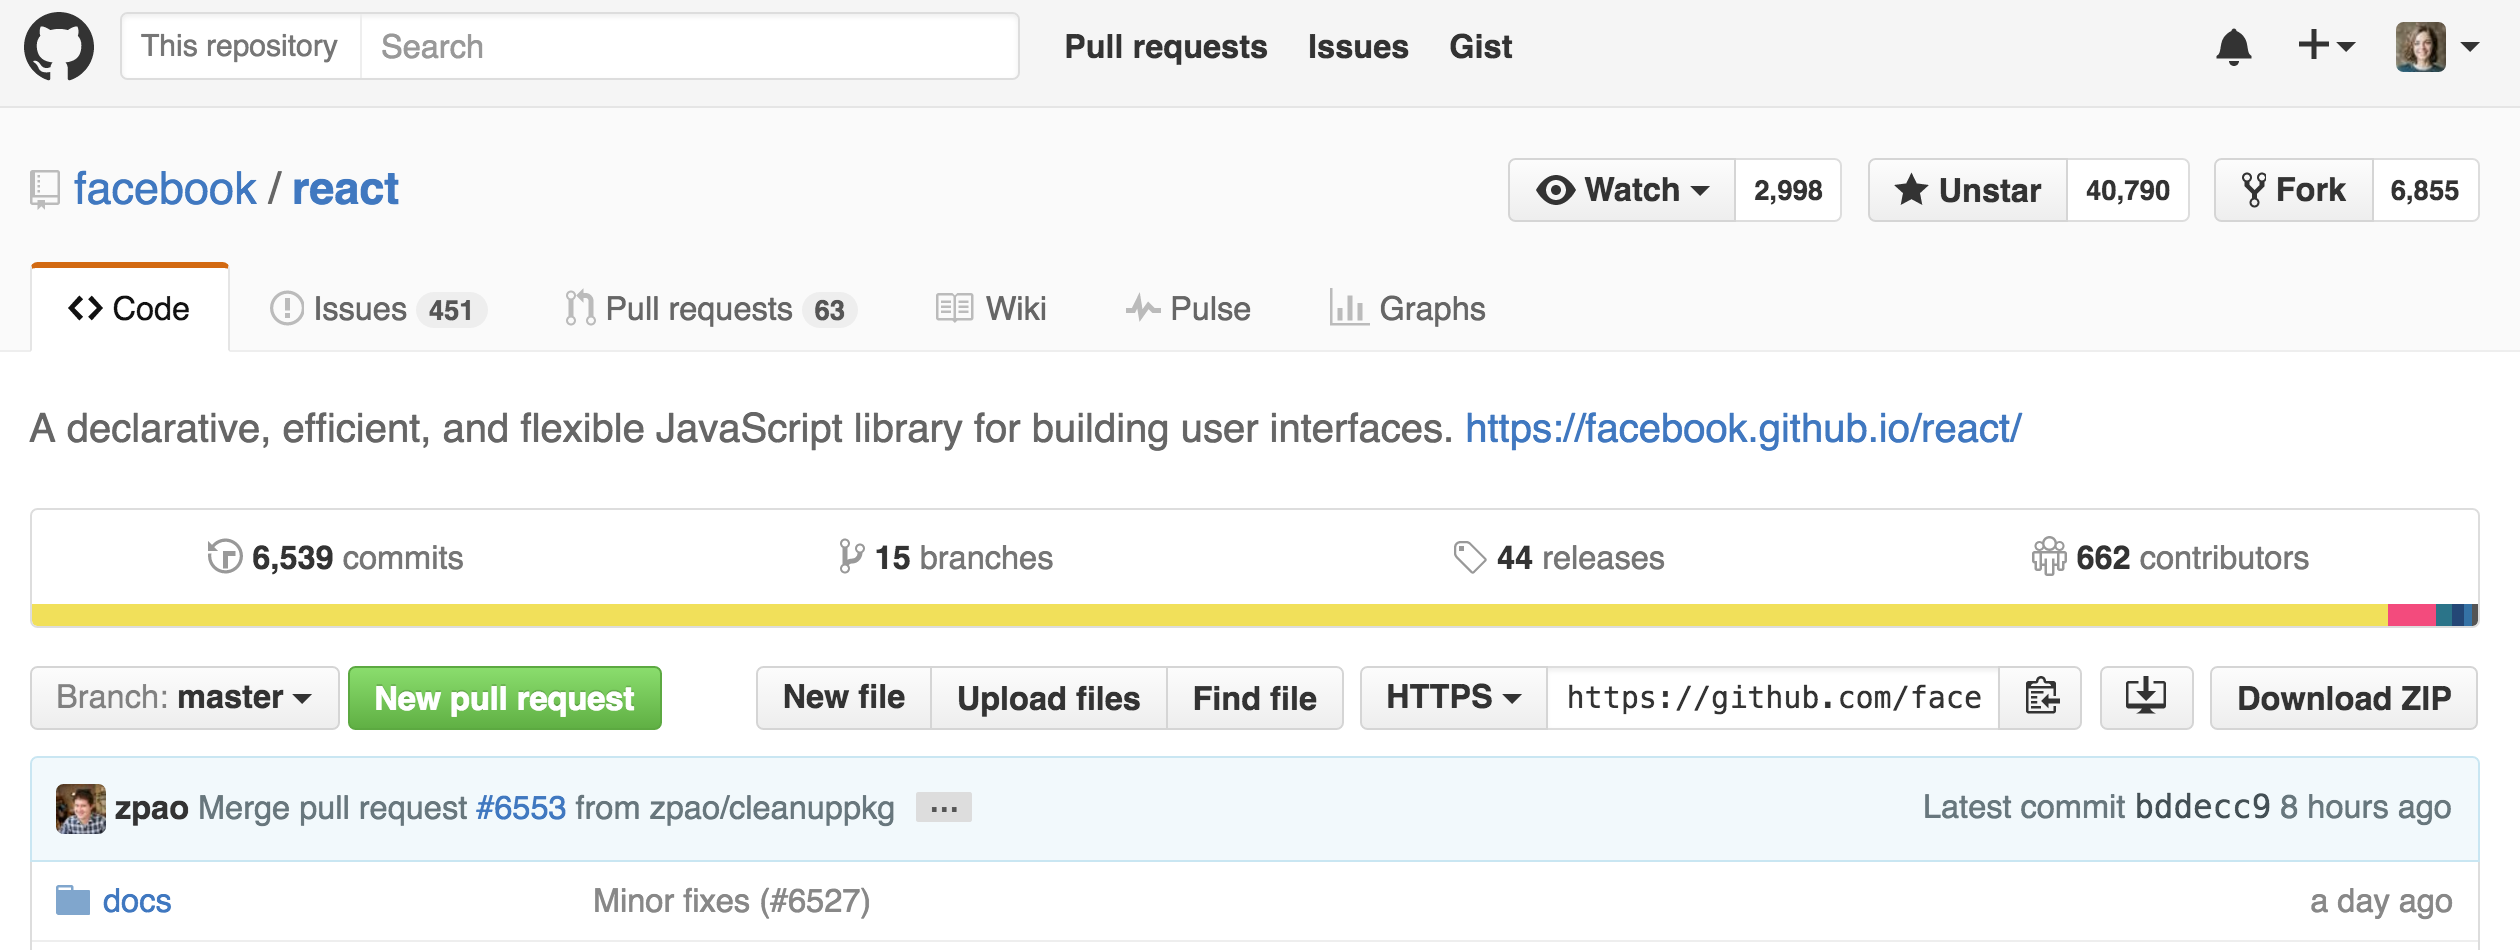 This repository Search Pull requests Issues Gist
facebook / react Watch 2,998 Unstar 40,790 Fork 6,855
Code Issues 451 Pull requests 63 Wiki Pulse Graphs
A declarative, efficient, and flexible JavaScript library for building user interfaces. https://facebook.github.io/react/
6,539 commits 15 branches 44 releases 662 contributors
Branch: master New pull request New file Upload files Find file HTTPS https://github.com/face Download ZIP
zpao Merge pull request #6553 from zpao/cleanuppkg ... Latest commit bddecc9 8 hours ago
docs Minor fixes (#6527) a day ago